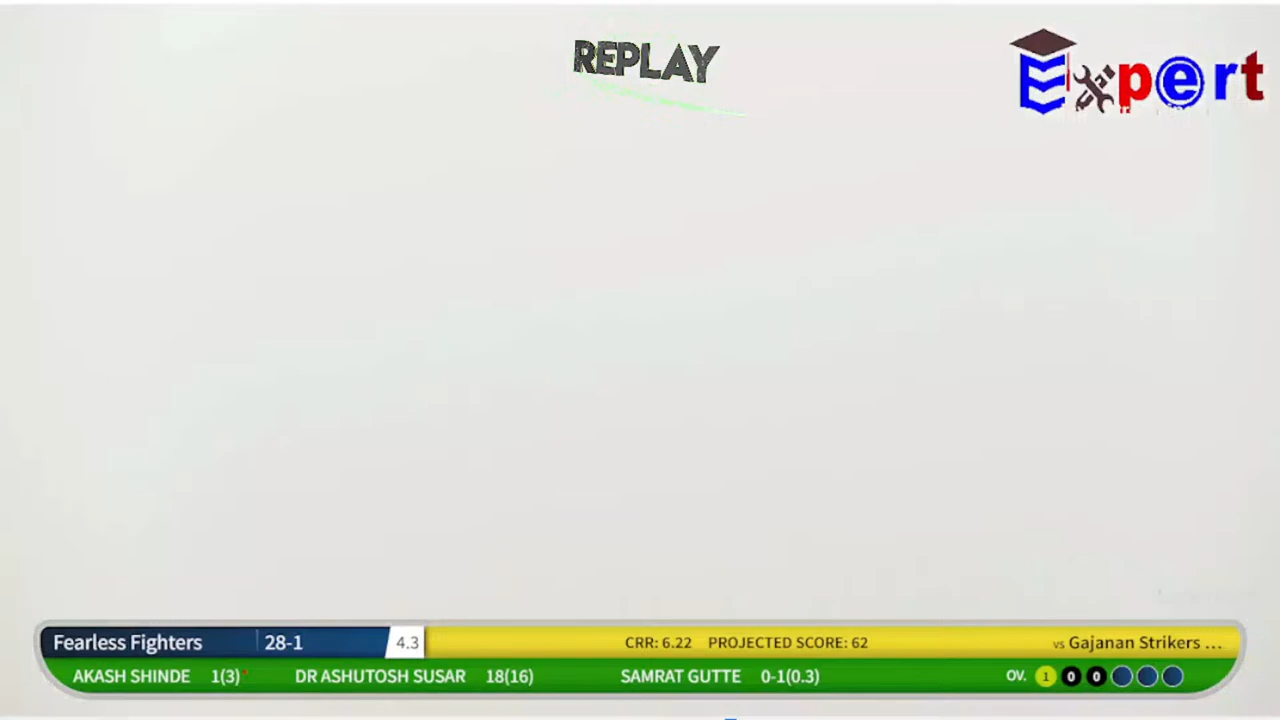 REPLAY
Expert
Fearless Fighters 28-1 4.3 CRR: 6.22 PROJECTED SCORE: 62 vs Gajanan Strikers ...
AKASH SHINDE 1(3)* DR ASHUTOSH SUSAR 18(16) SAMRAT GUTTE 0-1(0.3) OV. 1 0 0